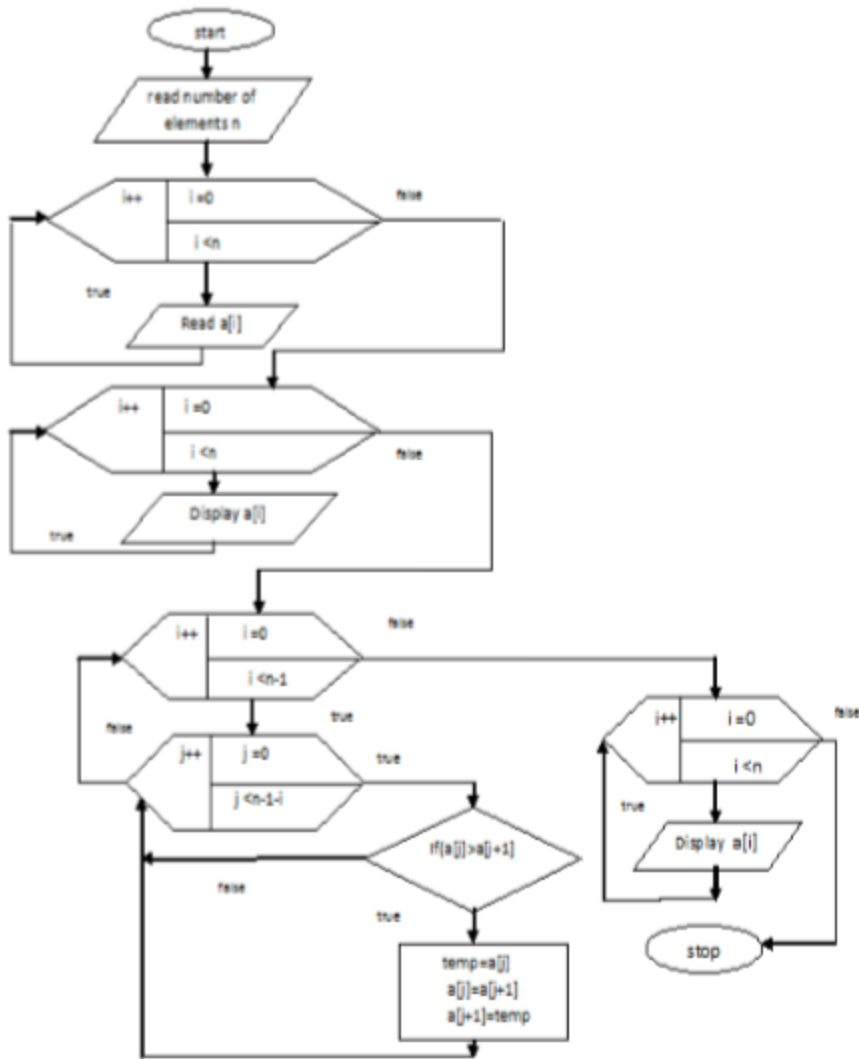 start
read number of
elements n
i++
i =0
false
i <n
true
Read a[i]
i++
i =0
i <n
false
Display a[i]
true
i++
i =0
false
i <n-1
true
false
j++
j =0
true
j <n-1-i
If(a[j]>a[j+1]
false
true
temp=a[j]
a[j]=a[j+1]
a[j+1]=temp
i++
i =0
false
i <n
true
Display a[i]
stop